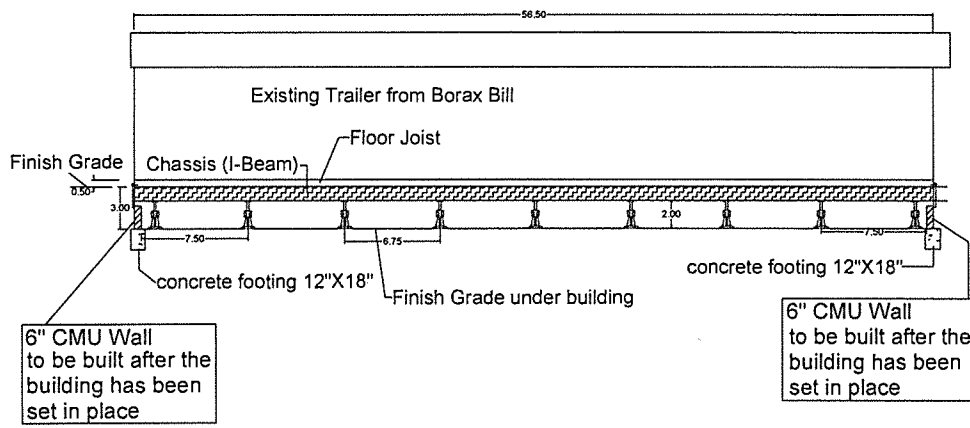 56.50
Existing Trailer from Borax Bill
Floor Joist
Finish Grade
Chassis (I-Beam)
0.50
3.00
2.00
7.50
6.75
7.50
concrete footing 12"X18"
concrete footing 12"X18"
Finish Grade under building
6" CMU Wall
to be built after the
building has been
set in place
6" CMU Wall
to be built after the
building has been
set in place